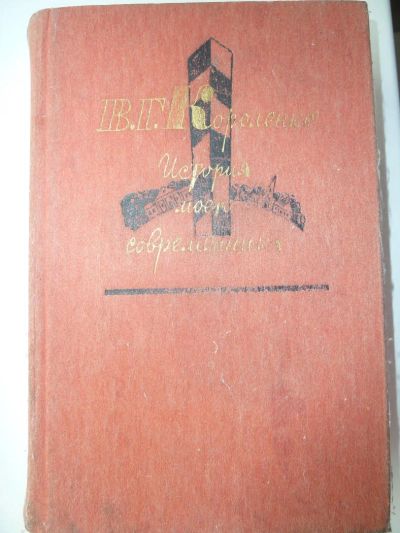 В.Г. Короленко
История
моего
современника